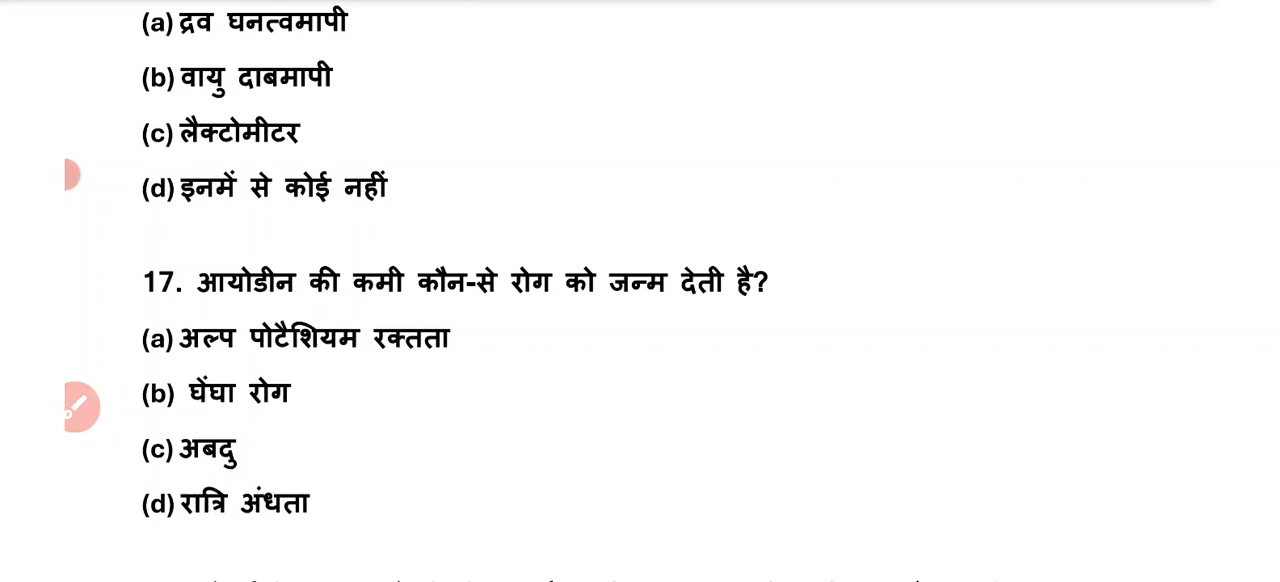 (a) द्रव घनत्वमापी
(b) वायु दाबमापी
(c) लैक्टोमीटर
(d) इनमें से कोई नहीं
17. आयोडीन की कमी कौन-से रोग को जन्म देती है?
(a) अल्प पोटैशियम रक्तता
(b) घेंघा रोग
(c) अबदु
(d) रात्रि अंधता